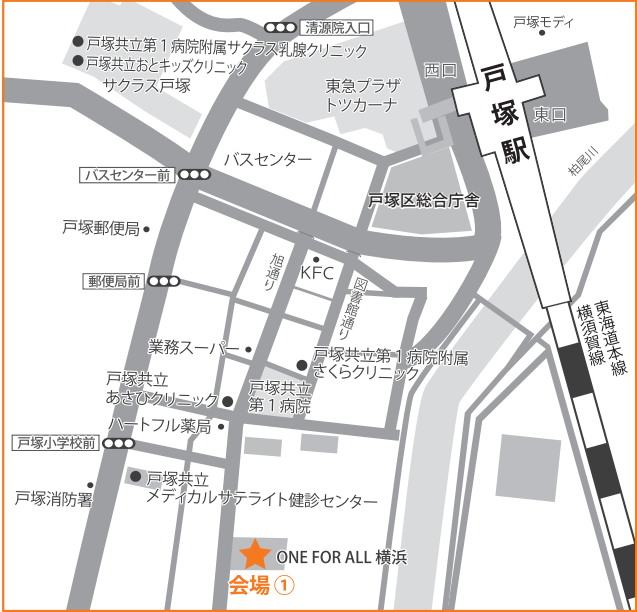 清源院入口
戸塚モディ
戸塚共立第1病院附属サクラス乳腺クリニック
戸塚共立おとキッズクリニック
サクラス戸塚
東急プラザ
トツカーナ
西口
戸塚駅
東口
バスセンター
柏尾川
バスセンター前
戸塚区総合庁舎
戸塚郵便局
旭通り
KFC
郵便局前
図書館通り
東海道本線
横須賀線
業務スーパー
戸塚共立第1病院附属
さくらクリニック
戸塚共立
あさひクリニック
戸塚共立
第1病院
ハートフル薬局
戸塚小学校前
戸塚共立
メディカルサテライト健診センター
戸塚消防署
ONE FOR ALL 横浜
会場①